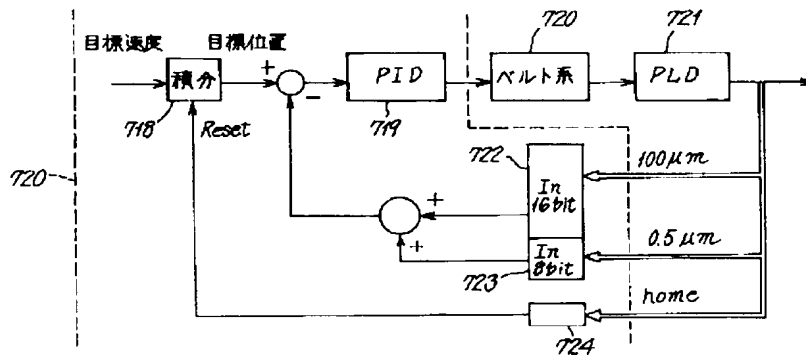 720
721
目標速度
目標位置
積分
+
−
PID
ベルト系
PLD
718
Reset
719
722
100μm
720
In
16bit
+
+
In
8bit
0.5μm
723
home
724